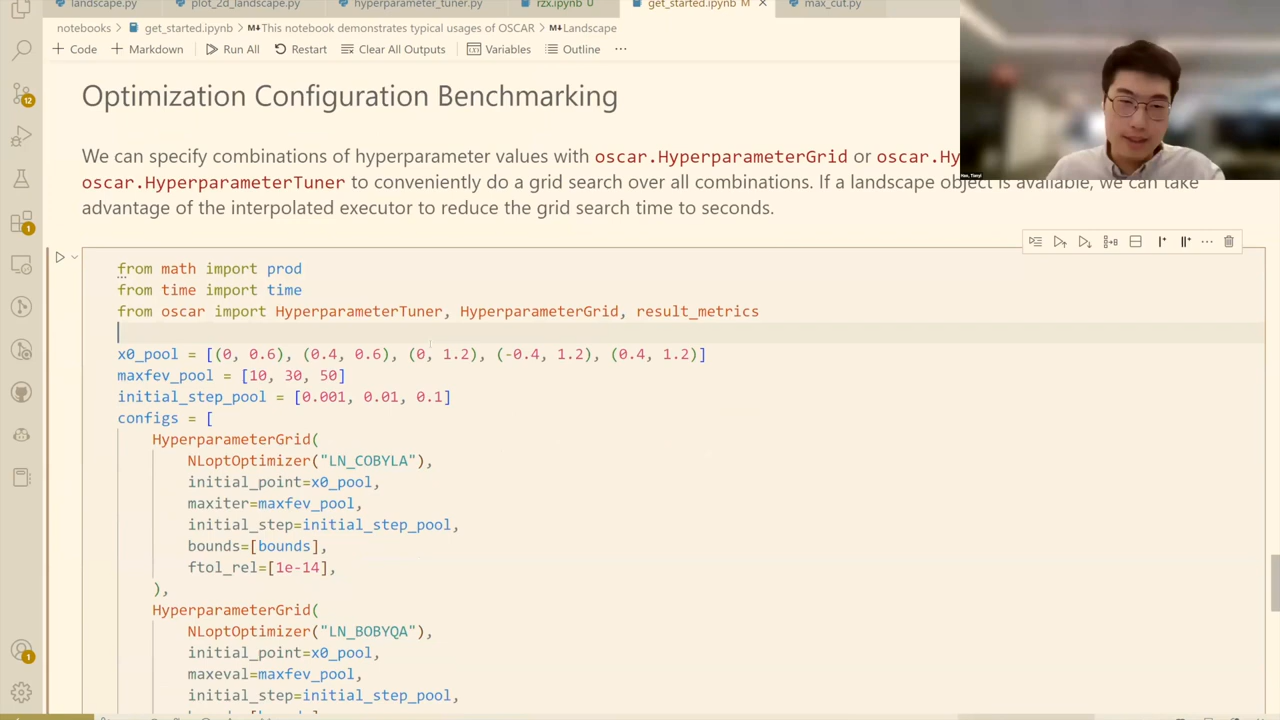 landscape.py plot_2d_landscape.py hyperparameter_tuner.py rzx.ipynb U get_started.ipynb M max_cut.py
notebooks > get_started.ipynb > M↓This notebook demonstrates typical usages of OSCAR > M↓Landscape
+ Code + Markdown Run All Restart Clear All Outputs Variables Outline ···
Optimization Configuration Benchmarking
We can specify combinations of hyperparameter values with oscar.HyperparameterGrid or oscar.Hy
oscar.HyperparameterTuner to conveniently do a grid search over all combinations. If a landscape object is available, we can take
advantage of the interpolated executor to reduce the grid search time to seconds.
from math import prod
from time import time
from oscar import HyperparameterTuner, HyperparameterGrid, result_metrics
x0_pool = [(0, 0.6), (0.4, 0.6), (0, 1.2), (-0.4, 1.2), (0.4, 1.2)]
maxfev_pool = [10, 30, 50]
initial_step_pool = [0.001, 0.01, 0.1]
configs = [
HyperparameterGrid(
NLoptOptimizer("LN_COBYLA"),
initial_point=x0_pool,
maxiter=maxfev_pool,
initial_step=initial_step_pool,
bounds=[bounds],
ftol_rel=[1e-14],
),
HyperparameterGrid(
NLoptOptimizer("LN_BOBYQA"),
initial_point=x0_pool,
maxeval=maxfev_pool,
initial_step=initial_step_pool,
12
1
1